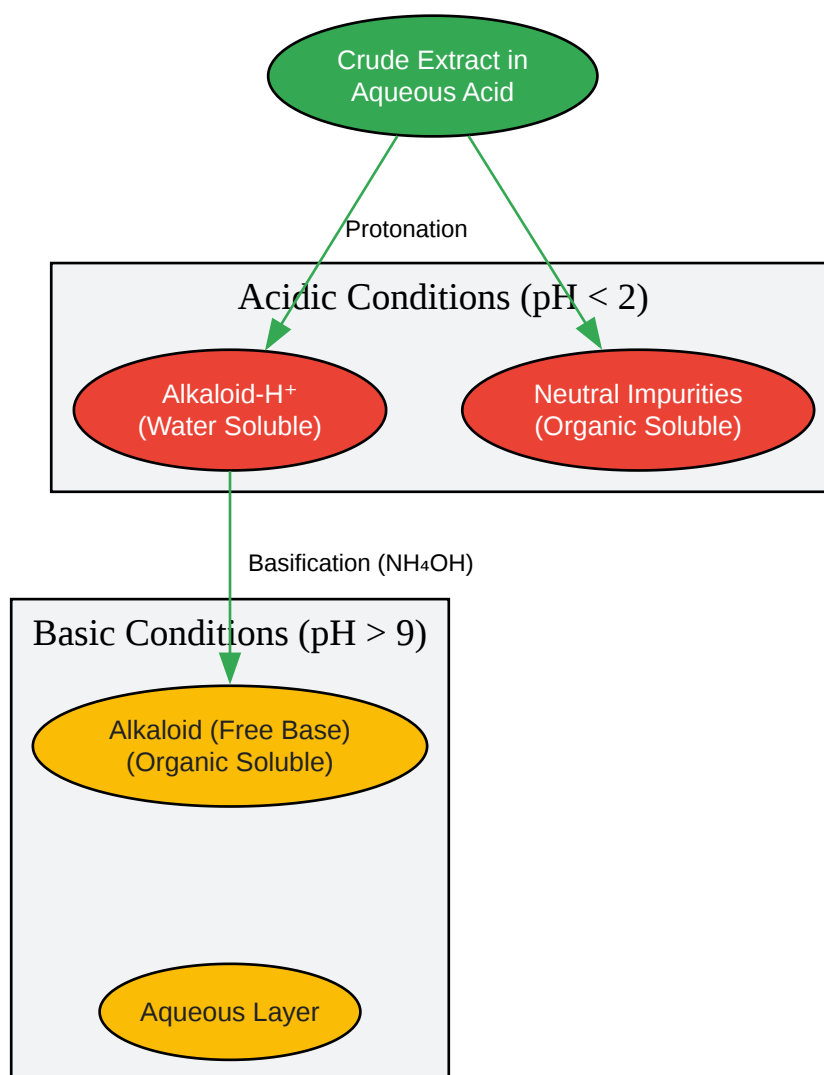 Crude Extract in
Aqueous Acid
Protonation
Acidic Conditions (pH < 2)
Alkaloid-H⁺
(Water Soluble)
Neutral Impurities
(Organic Soluble)
Basification (NH₄OH)
Basic Conditions (pH > 9)
Alkaloid (Free Base)
(Organic Soluble)
Aqueous Layer